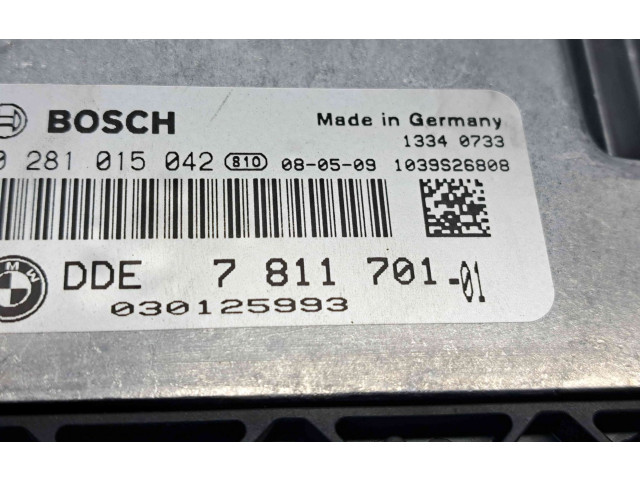 BOSCH
Made in Germany
1334 0733
0 281 015 042 810 08-05-09 1039S26808
BMW
DDE 7 811 701-01
030125993